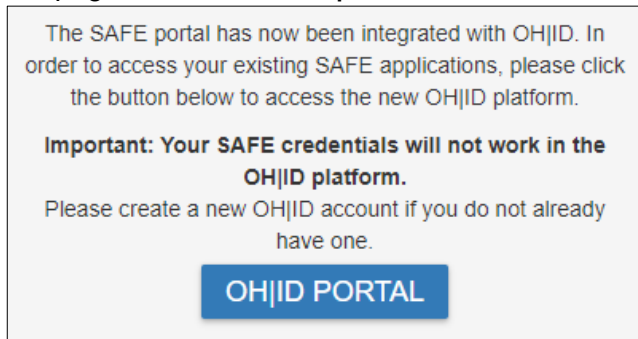 The SAFE portal has now been integrated with OH|ID. In
order to access your existing SAFE applications, please click
the button below to access the new OH|ID platform.
Important: Your SAFE credentials will not work in the
OH|ID platform.
Please create a new OH|ID account if you do not already
have one.
OH|ID PORTAL